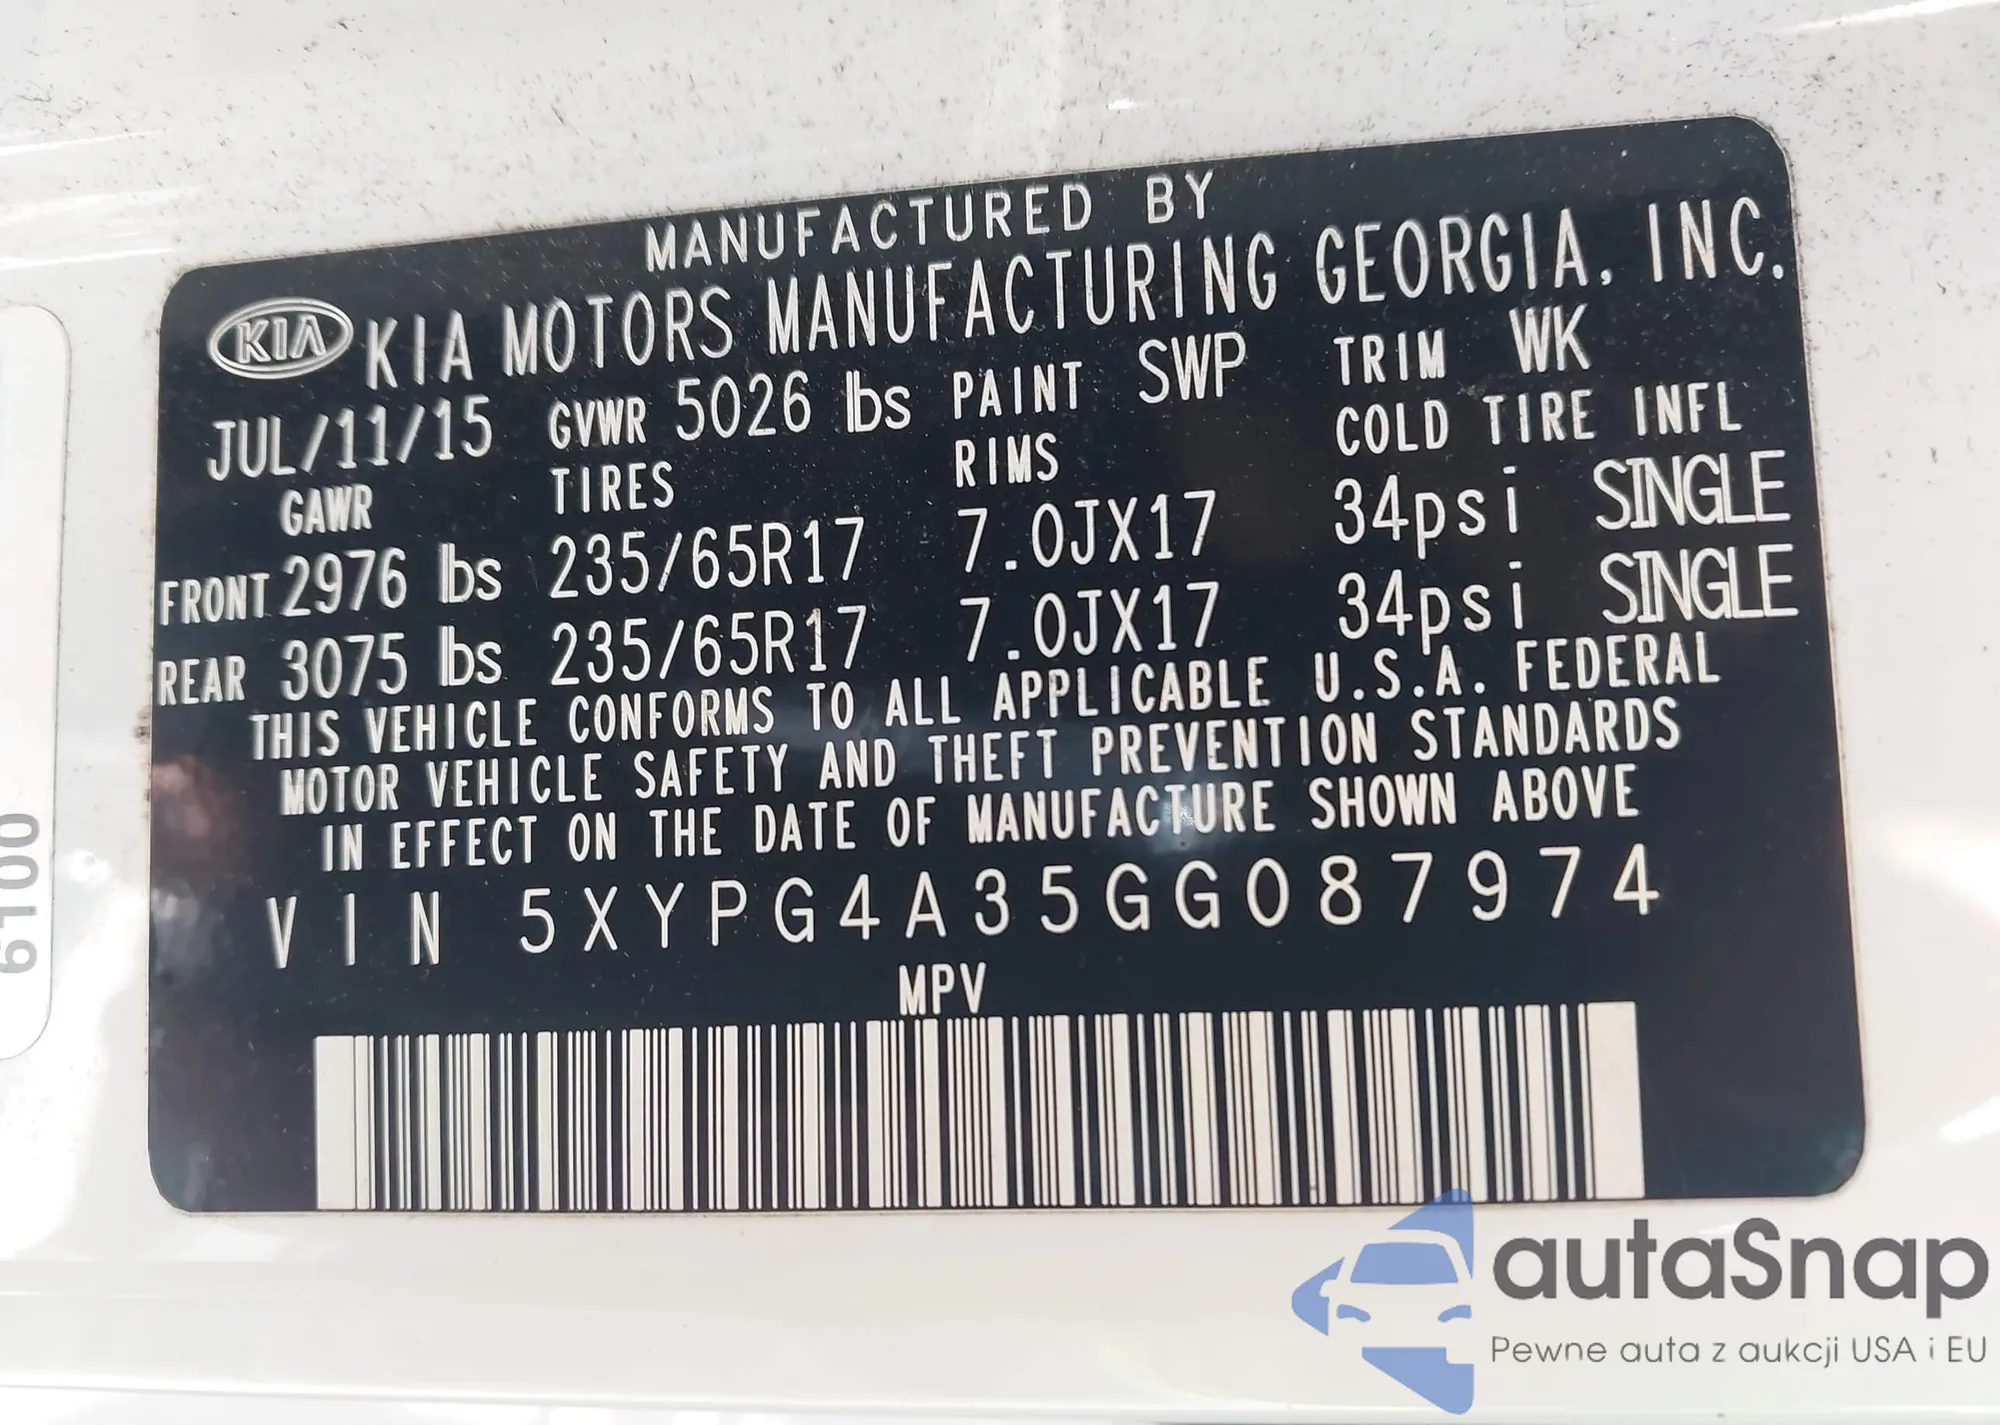 MANUFACTURED BY
KIA KIA MOTORS MANUFACTURING GEORGIA, INC.
JUL/11/15 GVWR 5026 lbs PAINT SWP TRIM WK
GAWR TIRES RIMS COLD TIRE INFL
FRONT 2976 lbs 235/65R17 7.0JX17 34psi SINGLE
REAR 3075 lbs 235/65R17 7.0JX17 34psi SINGLE
THIS VEHICLE CONFORMS TO ALL APPLICABLE U.S.A. FEDERAL
MOTOR VEHICLE SAFETY AND THEFT PREVENTION STANDARDS
IN EFFECT ON THE DATE OF MANUFACTURE SHOWN ABOVE
VIN 5XYPG4A35GG087974
MPV
6100
autaSnap
Pewne auta z aukcji USA i EU